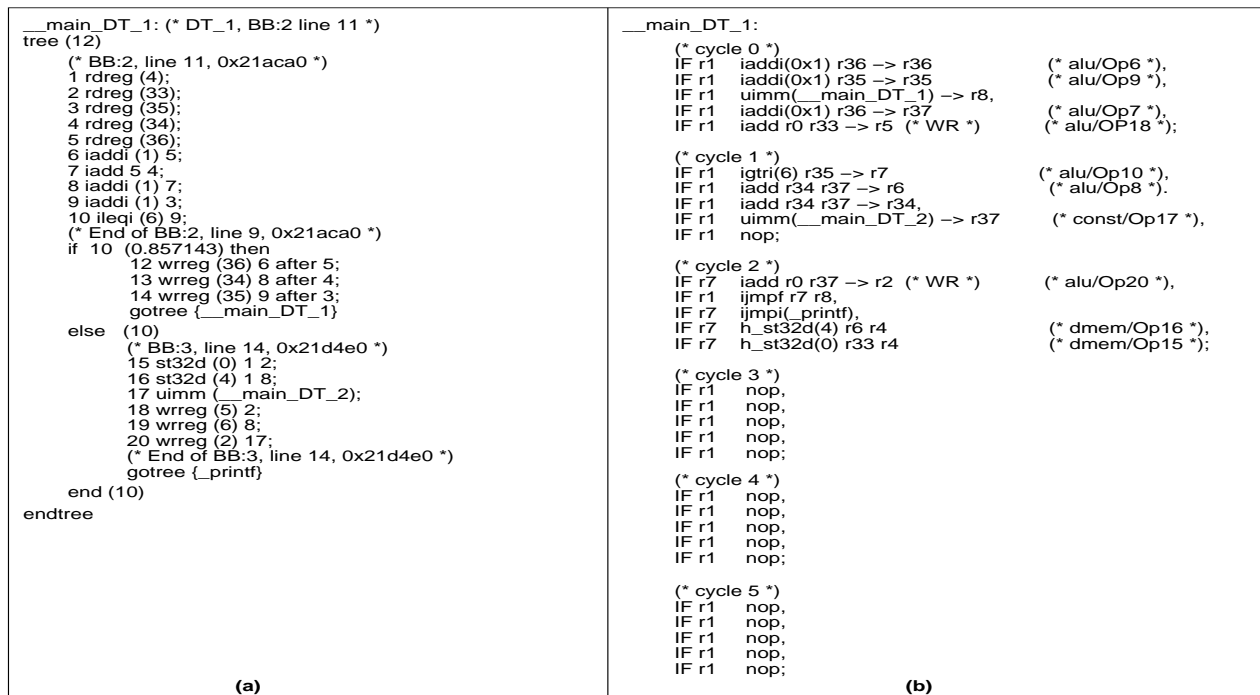 __main_DT_1: (* DT_1, BB:2 line 11 *)
tree (12)
(* BB:2, line 11, 0x21aca0 *)
1 rdreg (4);
2 rdreg (33);
3 rdreg (35);
4 rdreg (34);
5 rdreg (36);
6 iaddi (1) 5;
7 iadd 5 4;
8 iaddi (1) 7;
9 iaddi (1) 3;
10 ileqi (6) 9;
(* End of BB:2, line 9, 0x21aca0 *)
if 10 (0.857143) then
12 wrreg (36) 6 after 5;
13 wrreg (34) 8 after 4;
14 wrreg (35) 9 after 3;
gotree {__main_DT_1}
else (10)
(* BB:3, line 14, 0x21d4e0 *)
15 st32d (0) 1 2;
16 st32d (4) 1 8;
17 uimm (__main_DT_2);
18 wrreg (5) 2;
19 wrreg (6) 8;
20 wrreg (2) 17;
(* End of BB:3, line 14, 0x21d4e0 *)
gotree {_printf}
end (10)
endtree
(a)
__main_DT_1:
(* cycle 0 *)
IF r1 iaddi(0x1) r36 −> r36 (* alu/Op6 *),
IF r1 iaddi(0x1) r35 −> r35 (* alu/Op9 *),
IF r1 uimm(__main_DT_1) −> r8,
IF r1 iaddi(0x1) r36 −> r37 (* alu/Op7 *),
IF r1 iadd r0 r33 −> r5 (* WR *) (* alu/OP18 *);
(* cycle 1 *)
IF r1 igtri(6) r35 −> r7 (* alu/Op10 *),
IF r1 iadd r34 r37 −> r6 (* alu/Op8 *).
IF r1 iadd r34 r37 −> r34,
IF r1 uimm(__main_DT_2) −> r37 (* const/Op17 *),
IF r1 nop;
(* cycle 2 *)
IF r7 iadd r0 r37 −> r2 (* WR *) (* alu/Op20 *),
IF r1 ijmpf r7 r8,
IF r7 ijmpi(_printf),
IF r7 h_st32d(4) r6 r4 (* dmem/Op16 *),
IF r7 h_st32d(0) r33 r4 (* dmem/Op15 *);
(* cycle 3 *)
IF r1 nop,
IF r1 nop,
IF r1 nop,
IF r1 nop,
IF r1 nop;
(* cycle 4 *)
IF r1 nop,
IF r1 nop,
IF r1 nop,
IF r1 nop,
IF r1 nop;
(* cycle 5 *)
IF r1 nop,
IF r1 nop,
IF r1 nop,
IF r1 nop,
IF r1 nop;
(b)